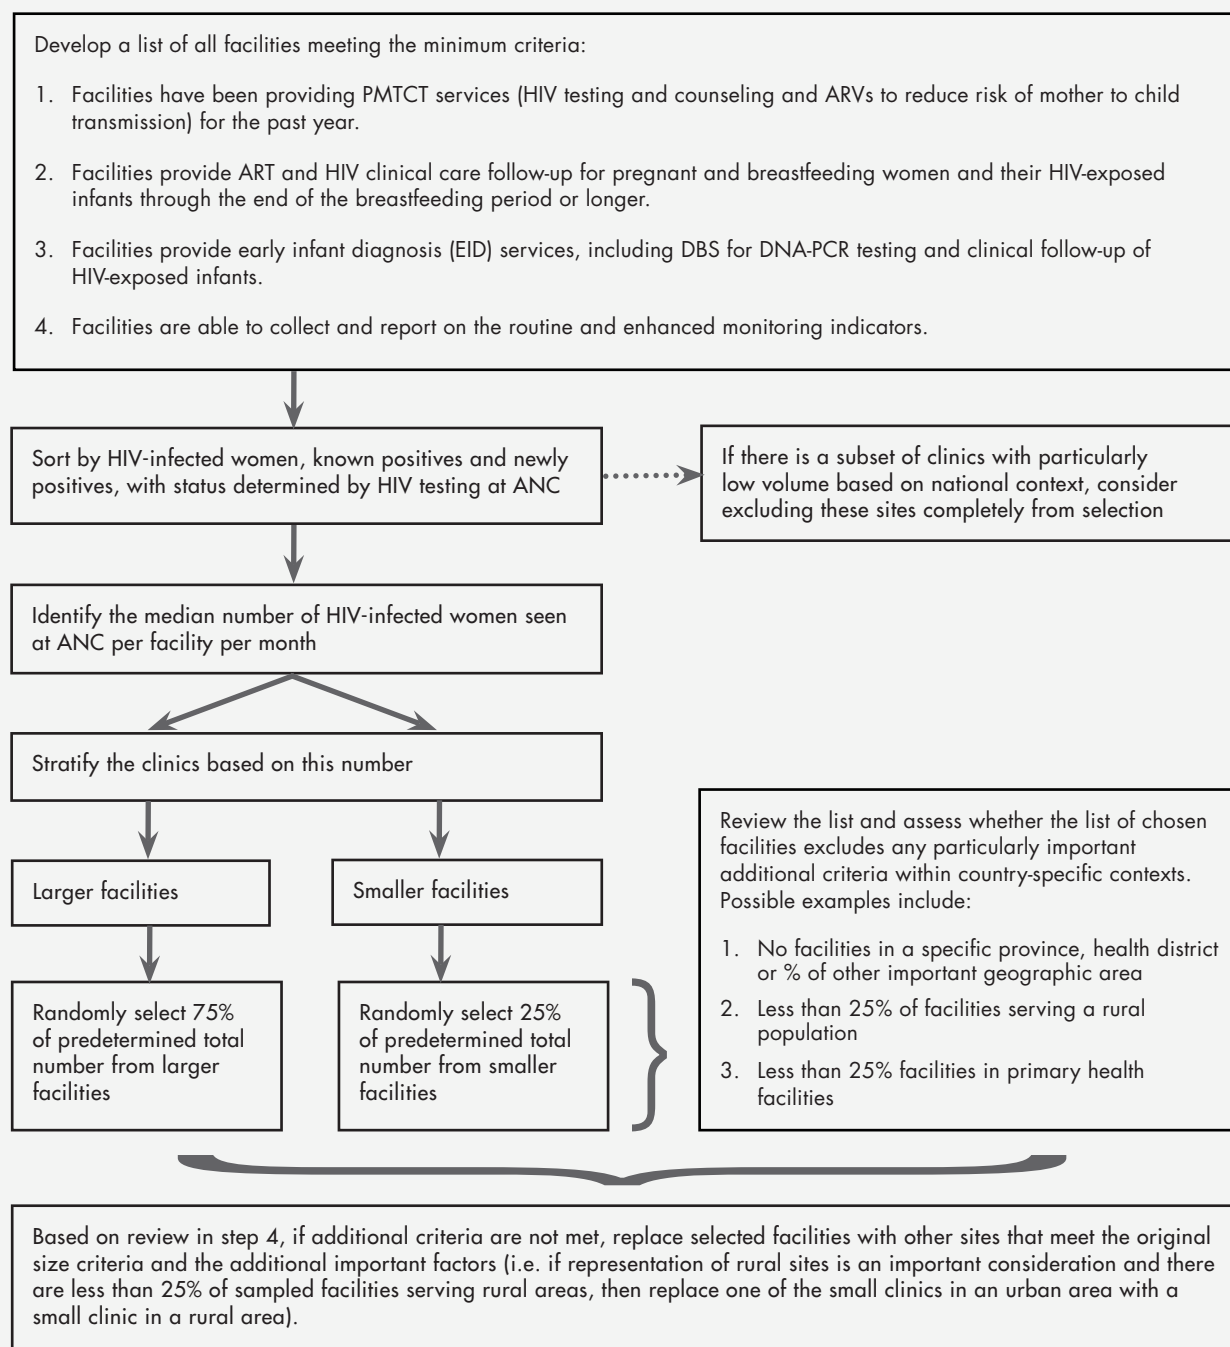 Develop a list of all facilities meeting the minimum criteria:
1. Facilities have been providing PMTCT services (HIV testing and counseling and ARVs to reduce risk of mother to child
transmission) for the past year.
2. Facilities provide ART and HIV clinical care follow-up for pregnant and breastfeeding women and their HIV-exposed
infants through the end of the breastfeeding period or longer.
3. Facilities provide early infant diagnosis (EID) services, including DBS for DNA-PCR testing and clinical follow-up of
HIV-exposed infants.
4. Facilities are able to collect and report on the routine and enhanced monitoring indicators.
Sort by HIV-infected women, known positives and newly
positives, with status determined by HIV testing at ANC
If there is a subset of clinics with particularly
low volume based on national context, consider
excluding these sites completely from selection
Identify the median number of HIV-infected women seen
at ANC per facility per month
Stratify the clinics based on this number
Larger facilities
Smaller facilities
Randomly select 75%
of predetermined total
number from larger
facilities
Randomly select 25%
of predetermined total
number from smaller
facilities
Review the list and assess whether the list of chosen
facilities excludes any particularly important
additional criteria within country-specific contexts.
Possible examples include:
1. No facilities in a specific province, health district
or % of other important geographic area
2. Less than 25% of facilities serving a rural
population
3. Less than 25% facilities in primary health
facilities
Based on review in step 4, if additional criteria are not met, replace selected facilities with other sites that meet the original
size criteria and the additional important factors (i.e. if representation of rural sites is an important consideration and there
are less than 25% of sampled facilities serving rural areas, then replace one of the small clinics in an urban area with a
small clinic in a rural area).